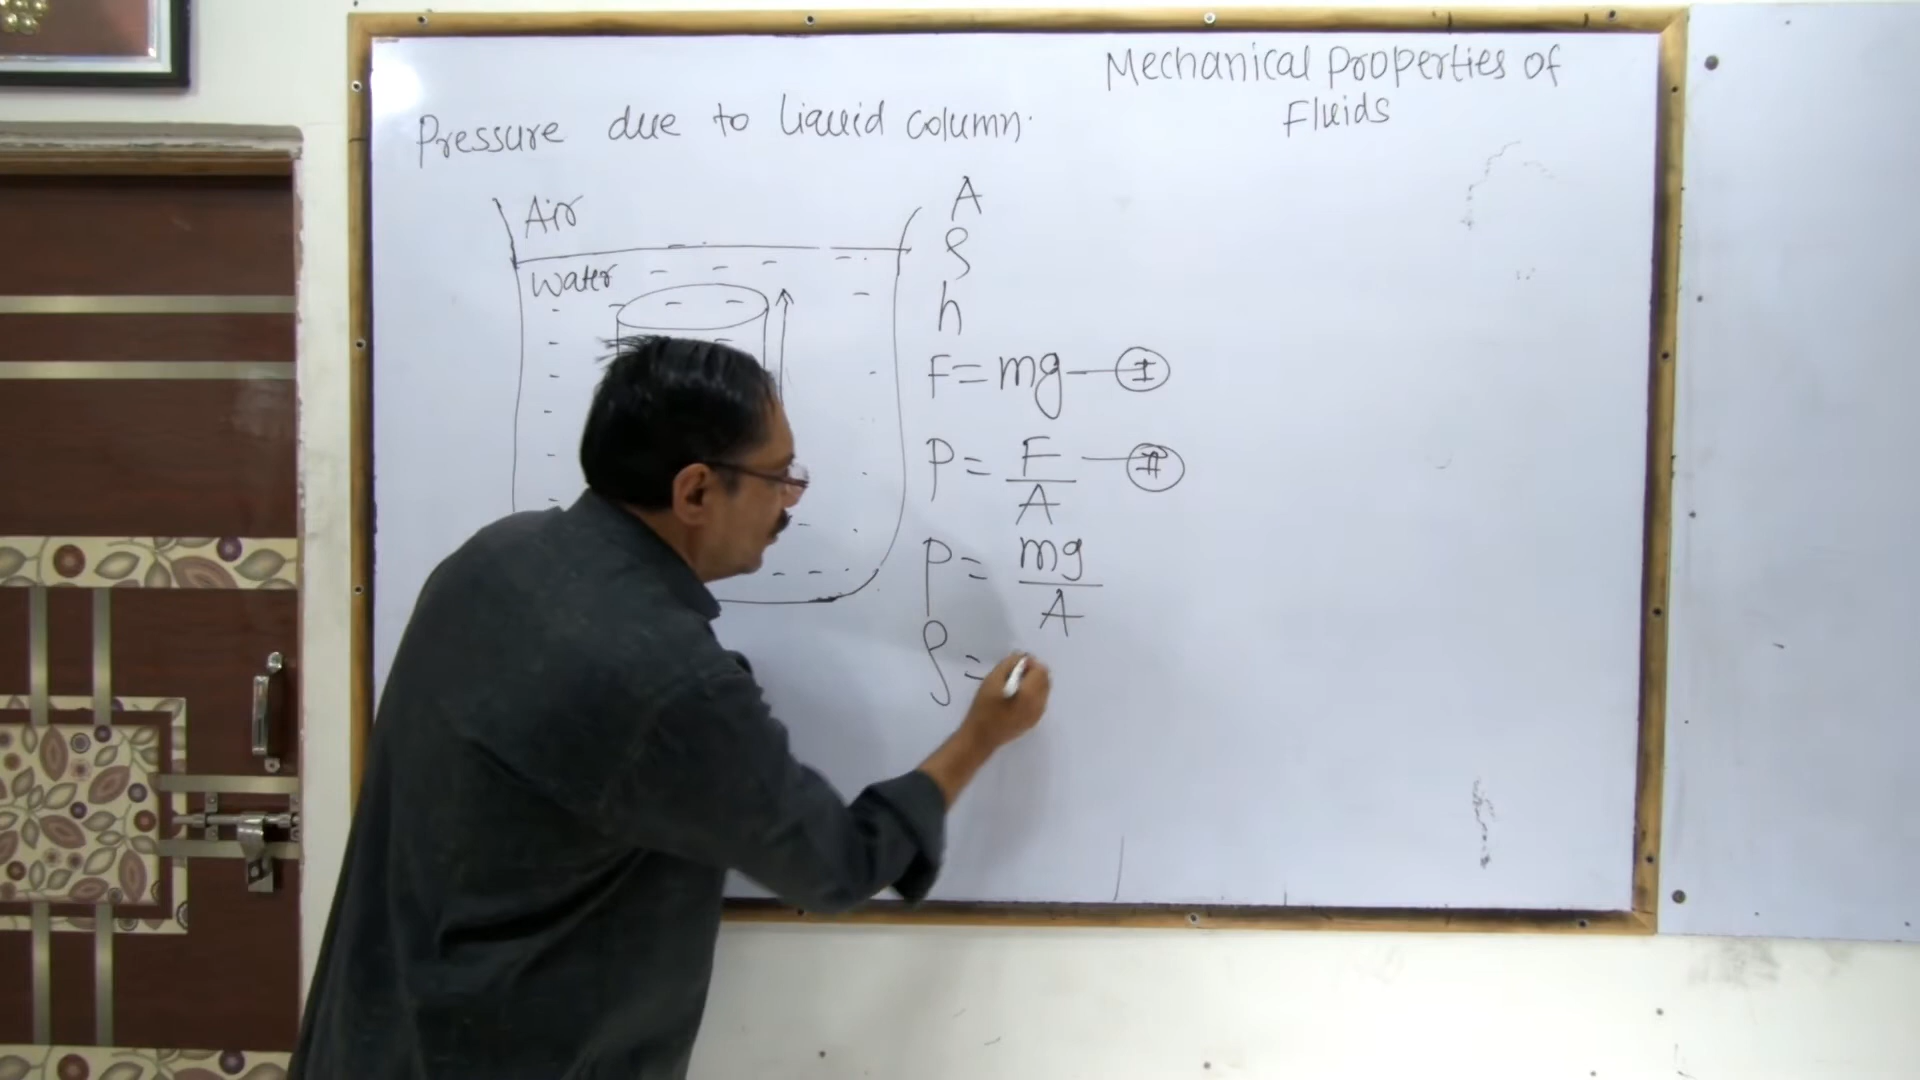 Mechanical Properties of
Fluids
Pressure due to liquid column.
Air
Water
A
ρ
h
F = mg — I
P = F/A — II
P = mg/A
ρ =